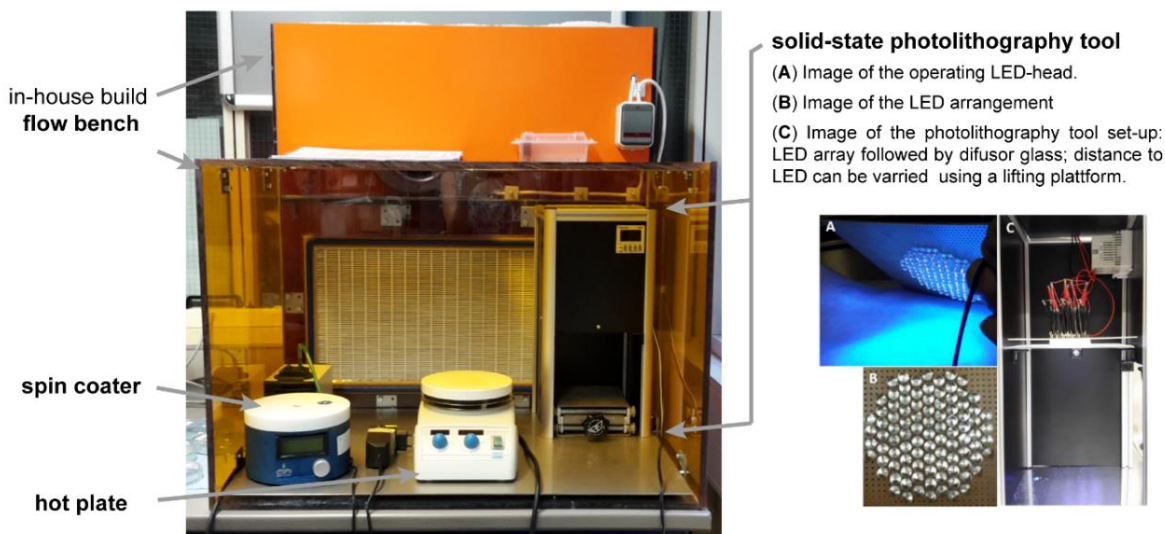 in-house build
flow bench
spin coater
hot plate
solid-state photolithography tool
(A) Image of the operating LED-head.
(B) Image of the LED arrangement
(C) Image of the photolithography tool set-up:
LED array followed by difusor glass; distance to
LED can be varried using a lifting plattform.
A
B
C